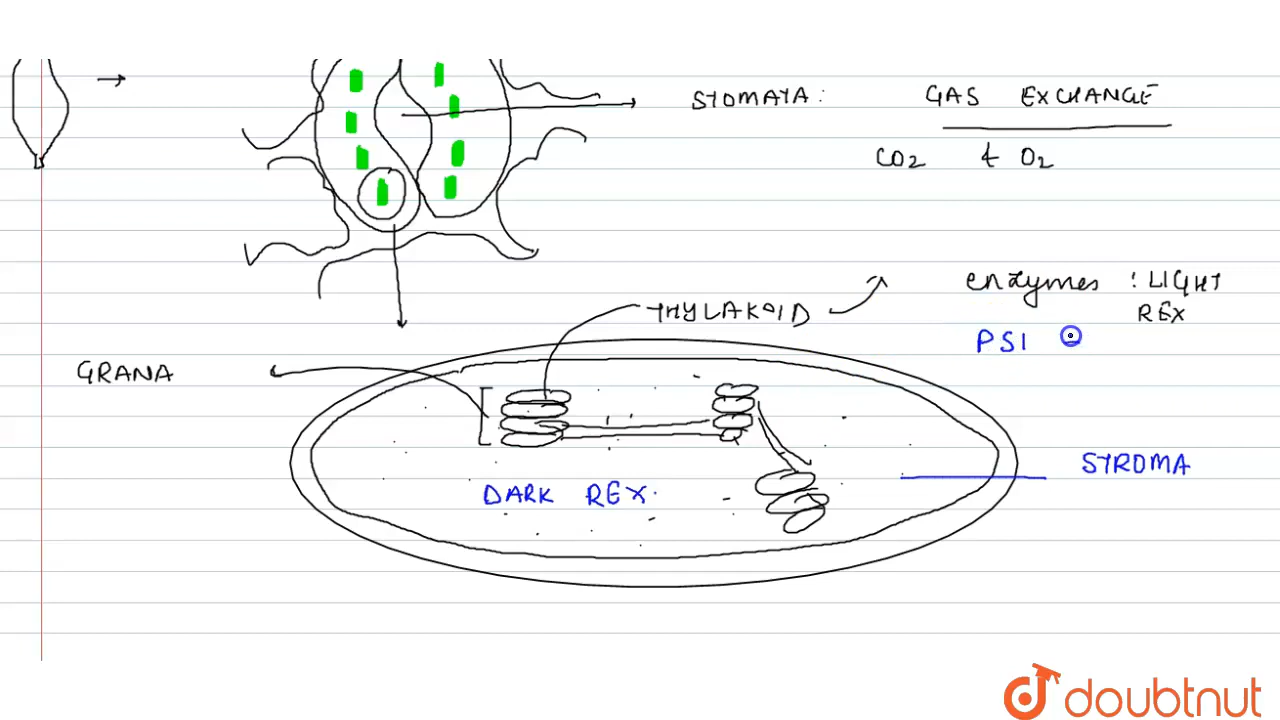 STOMATA : GAS EXCHANGE
CO2 & O2
enzymes : LIGHT
REX
THYLAKOID
PSI
GRANA
STROMA
DARK REX.
doubtnut